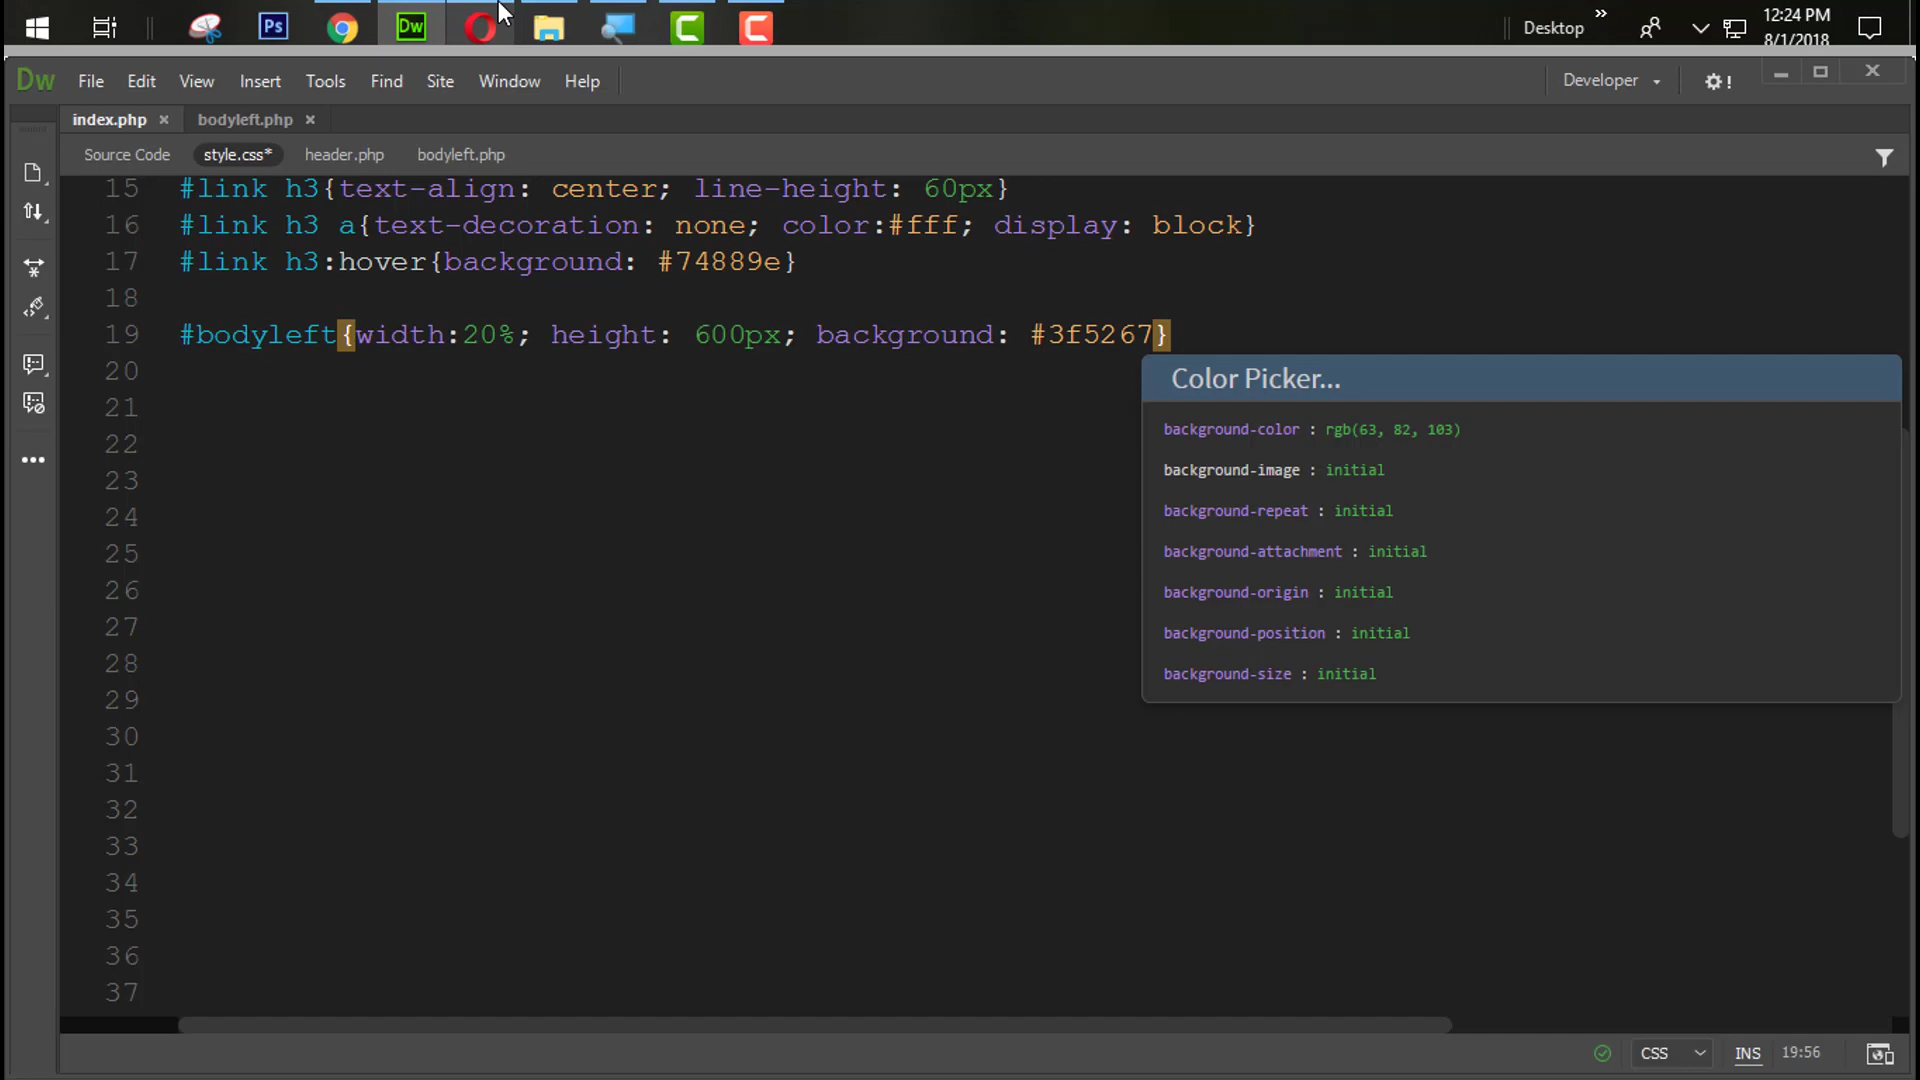 Ps
Dw
C
C
Desktop
»
12:24 PM
8/1/2018
Dw
File
Edit
View
Insert
Tools
Find
Site
Window
Help
Developer
!
index.php
bodyleft.php
Source Code
style.css*
header.php
bodyleft.php
15 #link h3{text-align: center; line-height: 60px}
16 #link h3 a{text-decoration: none; color:#fff; display: block}
17 #link h3:hover{background: #74889e}
18
19 #bodyleft{width:20%; height: 600px; background: #3f5267}
20
21
22
23
24
25
26
27
28
29
30
31
32
33
34
35
36
37
Color Picker...
background-color : rgb(63, 82, 103)
background-image : initial
background-repeat : initial
background-attachment : initial
background-origin : initial
background-position : initial
background-size : initial
CSS
INS
19:56